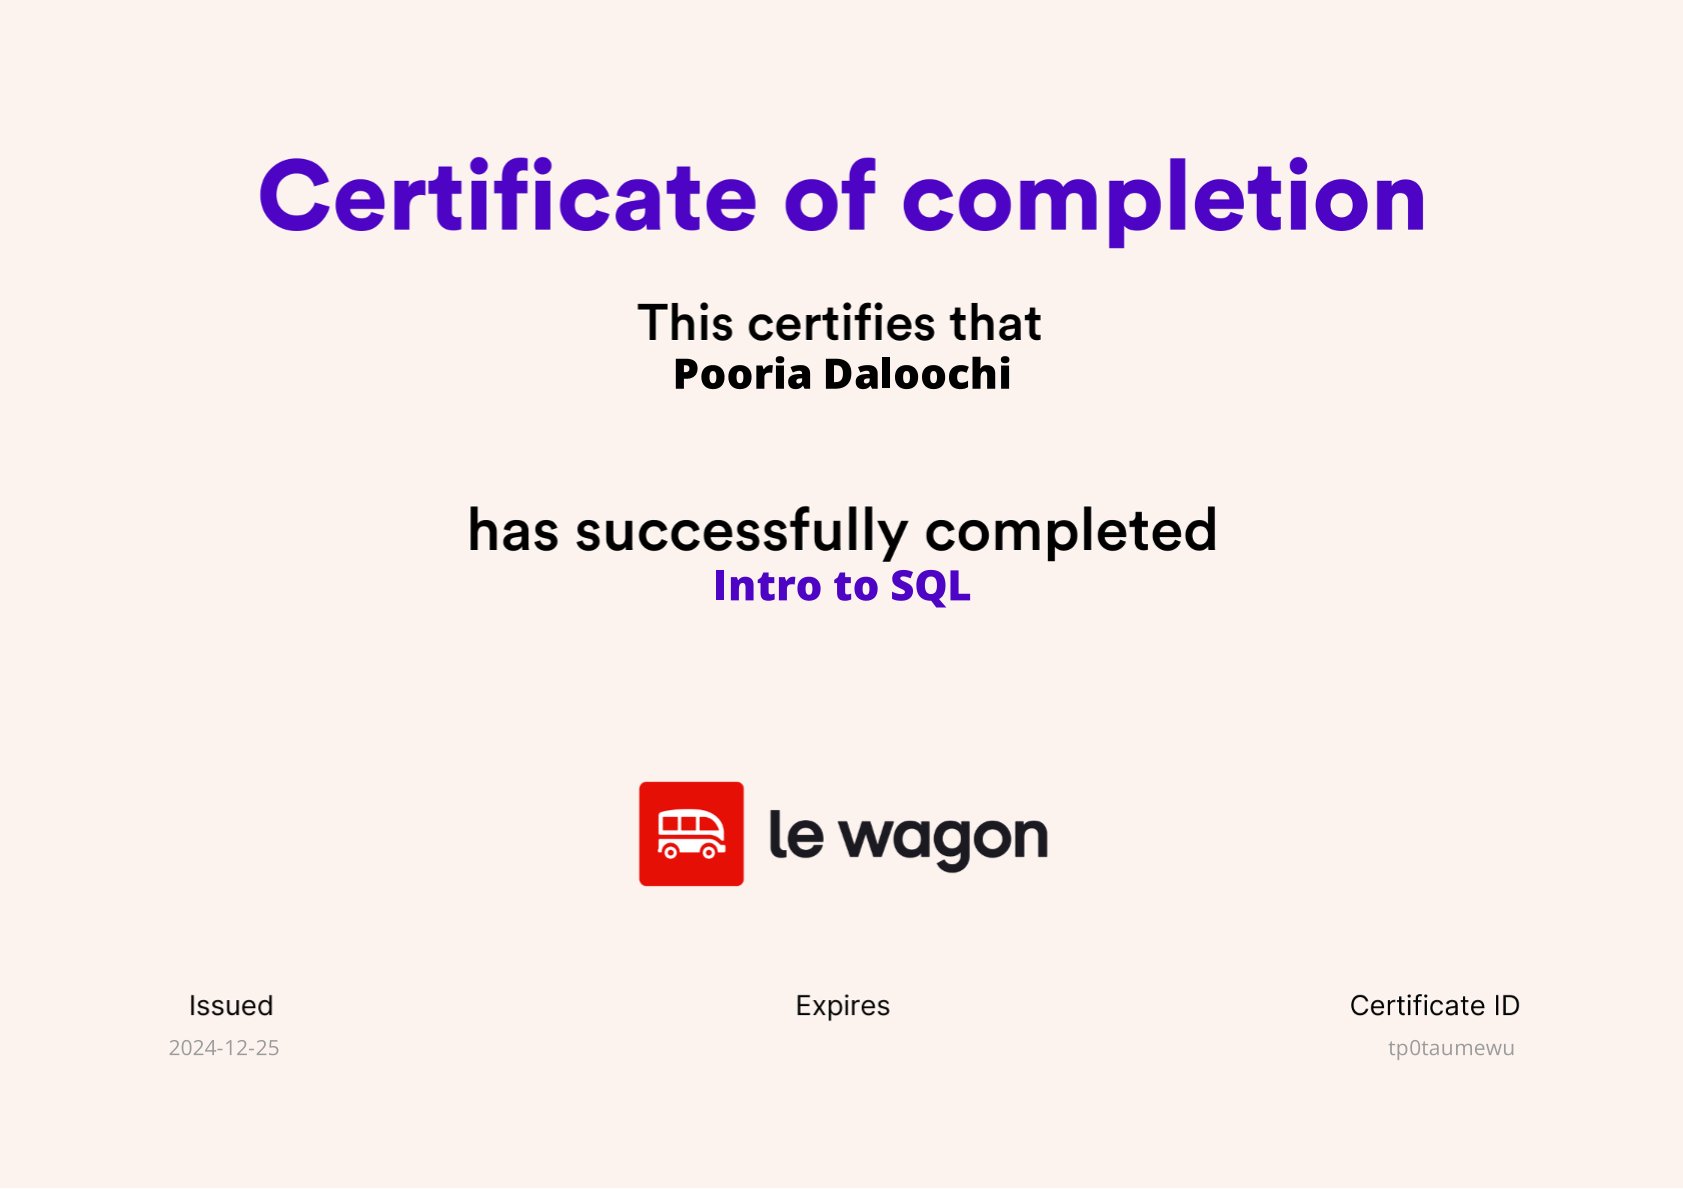 Certificate of completion
This certifies that
Pooria Daloochi
has successfully completed
Intro to SQL
le wagon
Issued
2024-12-25
Expires
Certificate ID
tp0taumewu